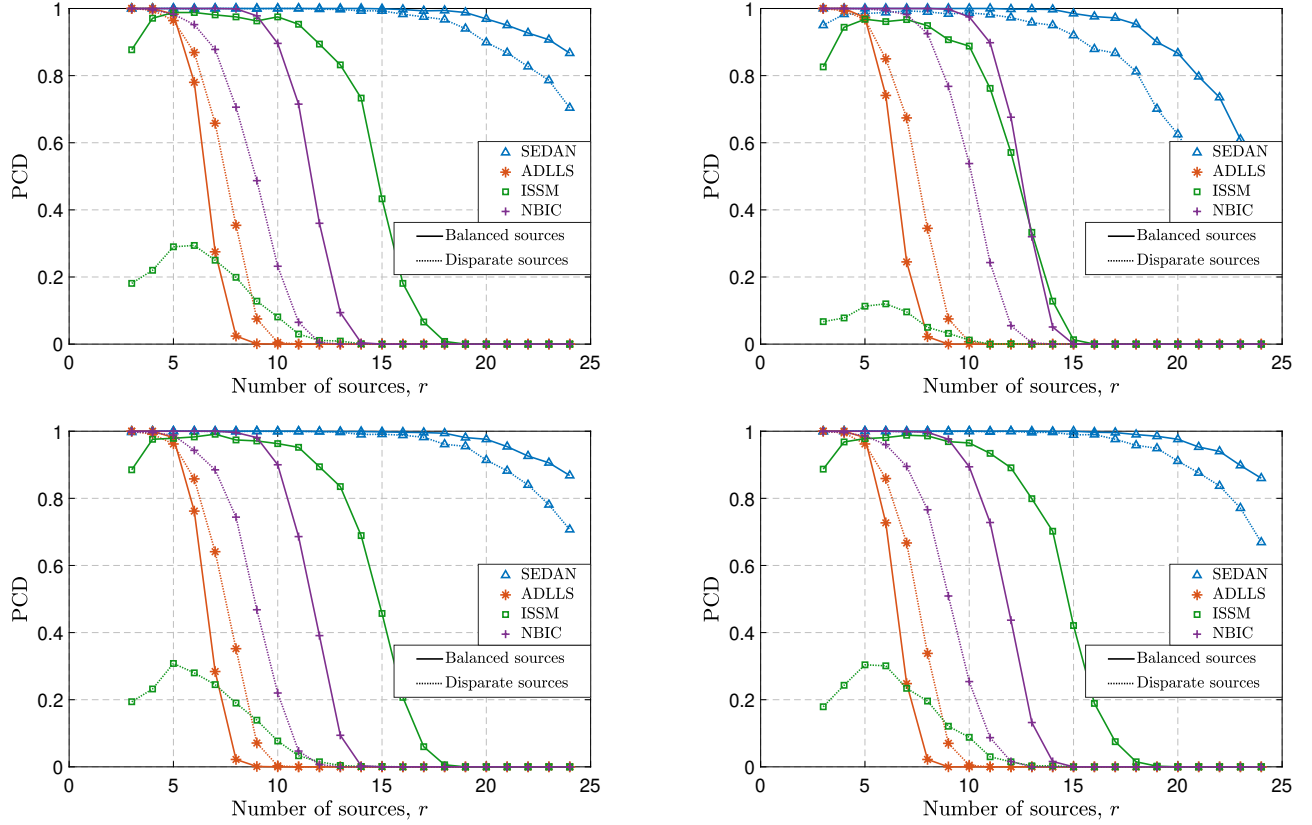 1
0.8
0.6
0.4
0.2
0
PCD
0 5 10 15 20 25
Number of sources, r
SEDAN
ADLLS
ISSM
NBIC
Balanced sources
Disparate sources
1
0.8
0.6
0.4
0.2
0
PCD
0 5 10 15 20 25
Number of sources, r
SEDAN
ADLLS
ISSM
NBIC
Balanced sources
Disparate sources
1
0.8
0.6
0.4
0.2
0
PCD
0 5 10 15 20 25
Number of sources, r
SEDAN
ADLLS
ISSM
NBIC
Balanced sources
Disparate sources
1
0.8
0.6
0.4
0.2
0
PCD
0 5 10 15 20 25
Number of sources, r
SEDAN
ADLLS
ISSM
NBIC
Balanced sources
Disparate sources